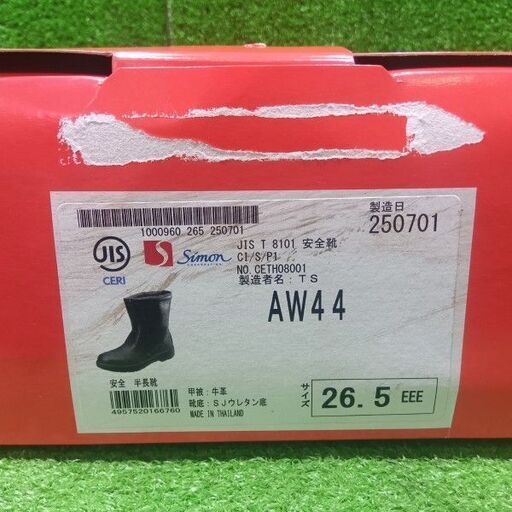 製造日
250701
1000960 265 250701
JIS
CERI
Simon
CORPORATION
JIS T 8101 安全靴
CI/S/P1
NO.CETH08001
製造者名：TS
AW44
安全 半長靴
4957520166760
甲被：牛革
靴底：SJウレタン底
MADE IN THAILAND
サイズ
26.5 EEE